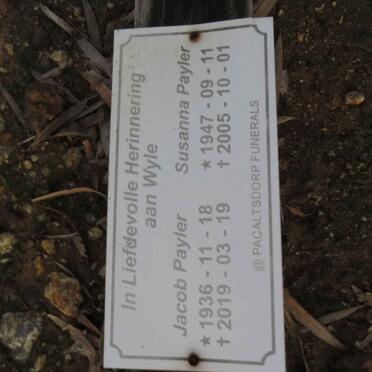 In Liefdevolle Herinnering
aan Wyle
Jacob Payler Susanna Payler
★1936 - 11 - 18 ★1947 - 09 - 11
✝2019 - 03 - 19 ✝2005 - 10 - 01
@ PACALTSDORP FUNERALS